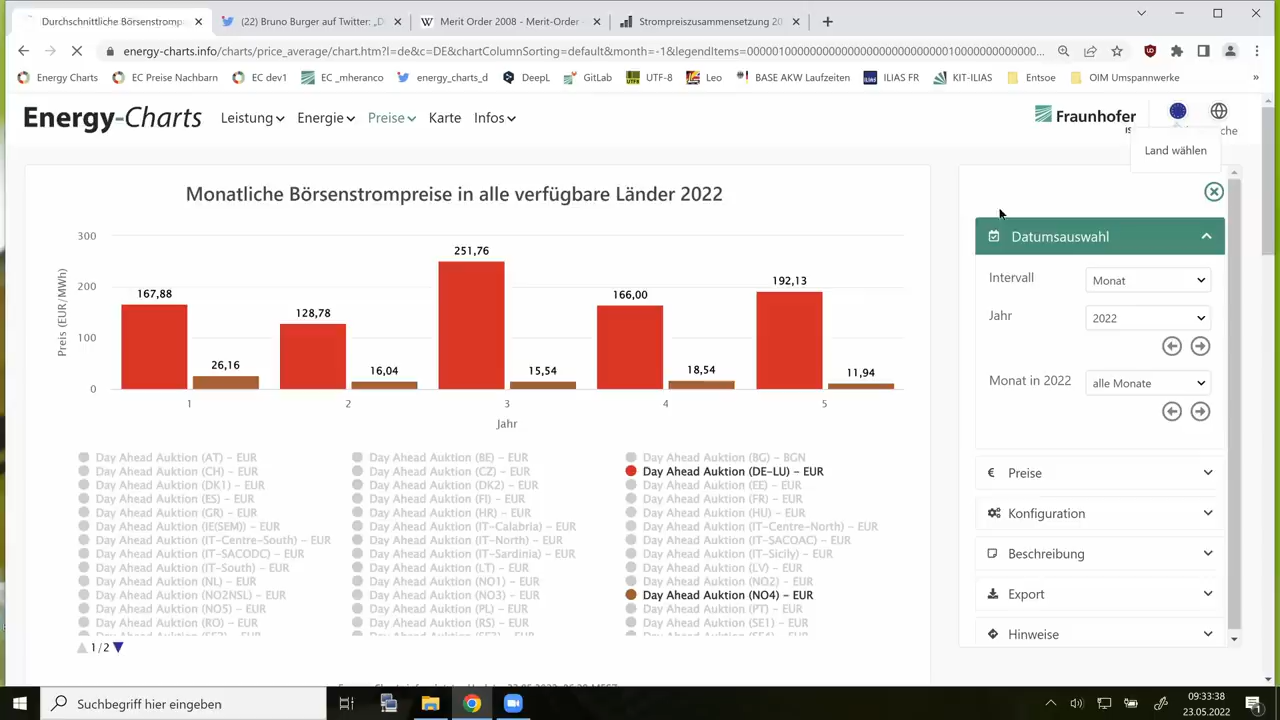 Durchschnittliche Börsenstromp
(22) Bruno Burger auf Twitter: „D
Merit Order 2008 - Merit-Order -
Strompreiszusammensetzung 20
energy-charts.info/charts/price_average/chart.htm?l=de&c=DE&chartColumnSorting=default&month=-1&legendItems=
Energy Charts EC Preise Nachbarn EC dev1 EC _mheranco energy_charts_d DeepL GitLab UTF-8 Leo BASE AKW Laufzeiten ILIAS FR KIT-ILIAS Entsoe OIM Umspannwerke »
Energy-Charts Leistung Energie Preise Karte Infos
Fraunhofer
Land wählen
Monatliche Börsenstrompreise in alle verfügbare Länder 2022
Preis (EUR/MWh)
300
200
100
0
167,88 128,78 251,76 166,00 192,13
26,16 16,04 15,54 18,54 11,94
1 2 3 4 5
Jahr
Day Ahead Auktion (AT) - EUR Day Ahead Auktion (BE) - EUR Day Ahead Auktion (BG) - BGN
Day Ahead Auktion (CH) - EUR Day Ahead Auktion (CZ) - EUR Day Ahead Auktion (DE-LU) - EUR
Day Ahead Auktion (DK1) - EUR Day Ahead Auktion (DK2) - EUR Day Ahead Auktion (EE) - EUR
Day Ahead Auktion (ES) - EUR Day Ahead Auktion (FI) - EUR Day Ahead Auktion (FR) - EUR
Day Ahead Auktion (GR) - EUR Day Ahead Auktion (HR) - EUR Day Ahead Auktion (HU) - EUR
Day Ahead Auktion (IE(SEM)) - EUR Day Ahead Auktion (IT-Calabria) - EUR Day Ahead Auktion (IT-Centre-North) - EUR
Day Ahead Auktion (IT-Centre-South) - EUR Day Ahead Auktion (IT-North) - EUR Day Ahead Auktion (IT-SACOAC) - EUR
Day Ahead Auktion (IT-SACODC) - EUR Day Ahead Auktion (IT-Sardinia) - EUR Day Ahead Auktion (IT-Sicily) - EUR
Day Ahead Auktion (IT-South) - EUR Day Ahead Auktion (LT) - EUR Day Ahead Auktion (LV) - EUR
Day Ahead Auktion (NL) - EUR Day Ahead Auktion (NO1) - EUR Day Ahead Auktion (NO2) - EUR
Day Ahead Auktion (NO2NSL) - EUR Day Ahead Auktion (NO3) - EUR Day Ahead Auktion (NO4) - EUR
Day Ahead Auktion (NO5) - EUR Day Ahead Auktion (PL) - EUR Day Ahead Auktion (PT) - EUR
Day Ahead Auktion (RO) - EUR Day Ahead Auktion (RS) - EUR Day Ahead Auktion (SE1) - EUR
1/2
Datumsauswahl
Intervall Monat
Jahr 2022
Monat in 2022 alle Monate
€ Preise
Konfiguration
Beschreibung
Export
Hinweise
Suchbegriff hier eingeben
09:33:38
23.05.2022
1